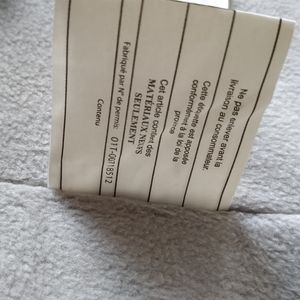 Ne pas enlever avant la
livraison au consommateur
Cette étiquette est apposée
conformément à la loi de la
province
Cet article contient des
MATÉRIAUX NEUFS
SEULEMENT
Fabriqué par N° de permis:
Contenu